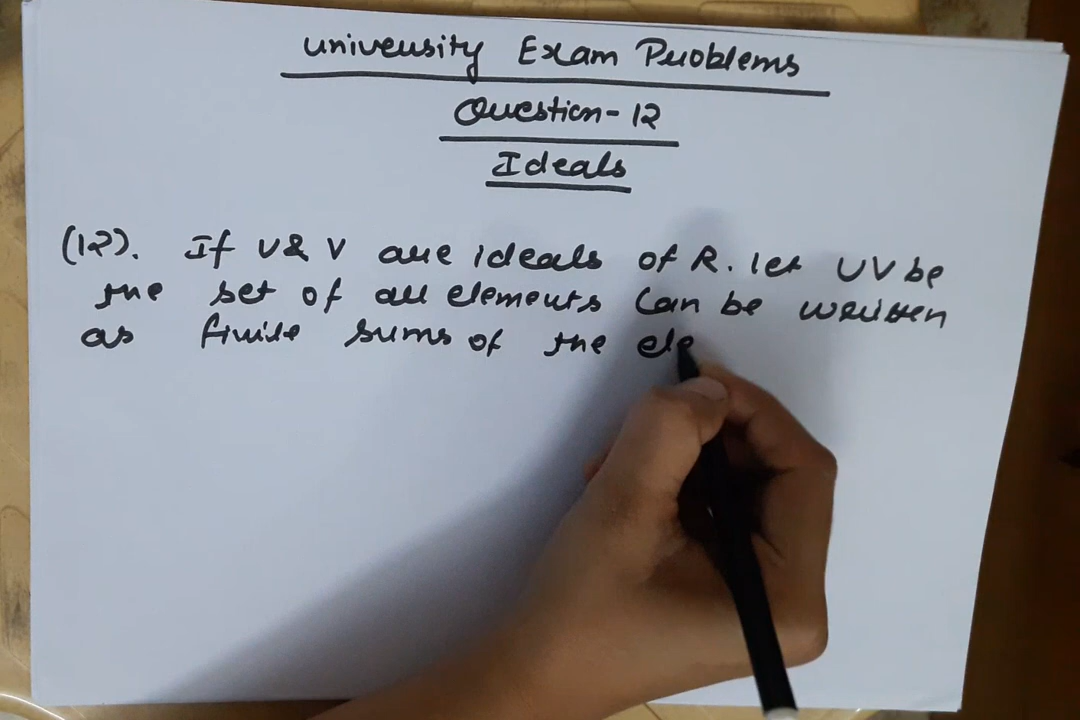 University Exam Problems
Question-12
Ideals
(12). If U & V are ideals of R. let UV be
the set of all elements can be written
as finite sums of the ele